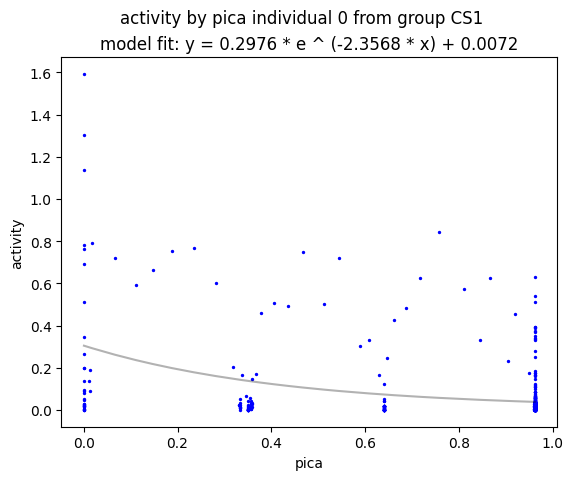 activity by pica individual 0 from group CS1
model fit: y = 0.2976 * e ^ (-2.3568 * x) + 0.0072
1.6
1.4
1.2
1.0
0.8
0.6
0.4
0.2
0.0
activity
0.0 0.2 0.4 0.6 0.8 1.0
pica